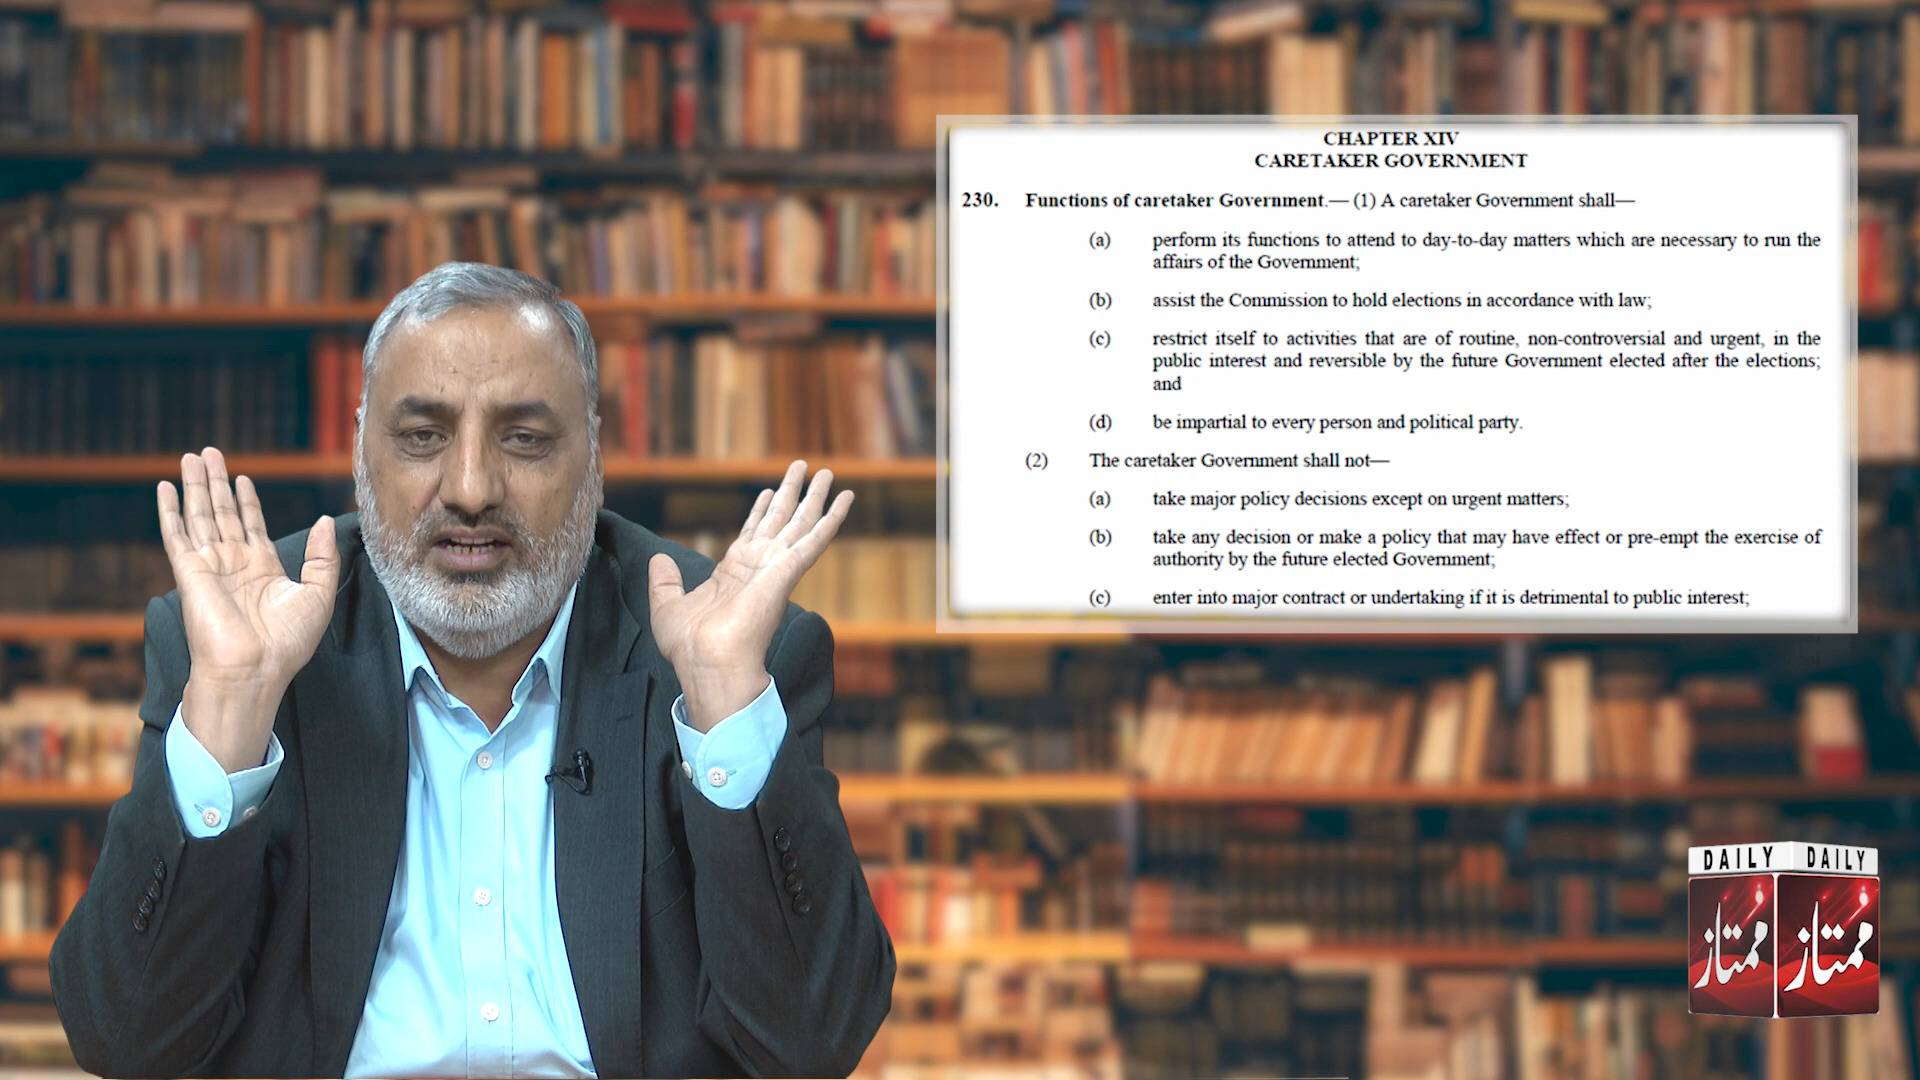 CHAPTER XIV
CARETAKER GOVERNMENT
230. Functions of caretaker Government.— (1) A caretaker Government shall—
(a) perform its functions to attend to day-to-day matters which are necessary to run the
affairs of the Government;
(b) assist the Commission to hold elections in accordance with law;
(c) restrict itself to activities that are of routine, non-controversial and urgent, in the
public interest and reversible by the future Government elected after the elections;
and
(d) be impartial to every person and political party.
(2) The caretaker Government shall not—
(a) take major policy decisions except on urgent matters;
(b) take any decision or make a policy that may have effect or pre-empt the exercise of
authority by the future elected Government;
(c) enter into major contract or undertaking if it is detrimental to public interest;
DAILY DAILY
ممتاز ممتاز